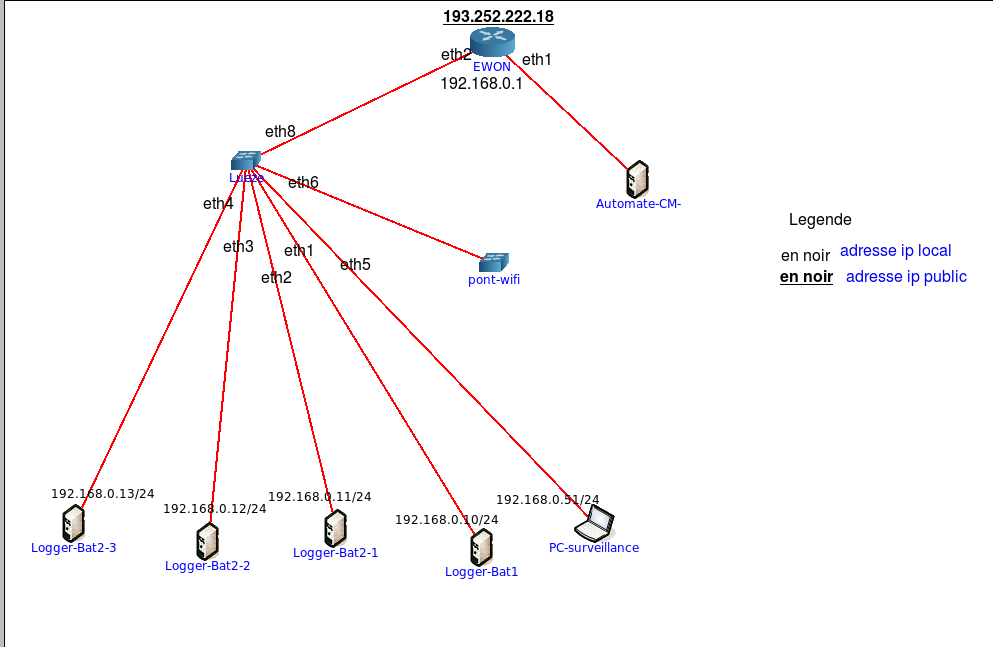 193.252.222.18
eth2
eth1
EWON
192.168.0.1
eth8
Lueze
eth6
eth4
Automate-CM-
Legende
eth3
eth1
en noir adresse ip local
eth5
eth2
pont-wifi
en noir adresse ip public
192.168.0.13/24
192.168.0.11/24
192.168.0.51/24
192.168.0.12/24
192.168.0.10/24
Logger-Bat2-3
Logger-Bat2-1
PC-surveillance
Logger-Bat2-2
Logger-Bat1